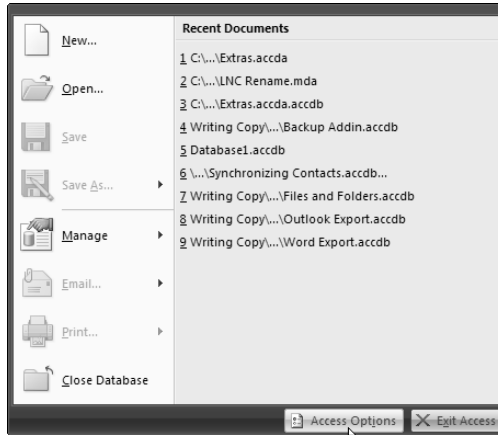 New...
Open...
Save
Save As...
Manage
Email...
Print...
Close Database
Recent Documents
1 C:\...\Extras.accda
2 C:\...\LNC Rename.mda
3 C:\...\Extras.accda.accdb
4 Writing Copy\...\Backup Addin.accdb
5 Database1.accdb
6 \...\Synchronizing Contacts.accdb...
7 Writing Copy\...\Files and Folders.accdb
8 Writing Copy\...\Outlook Export.accdb
9 Writing Copy\...\Word Export.accdb
Access Options
Exit Access